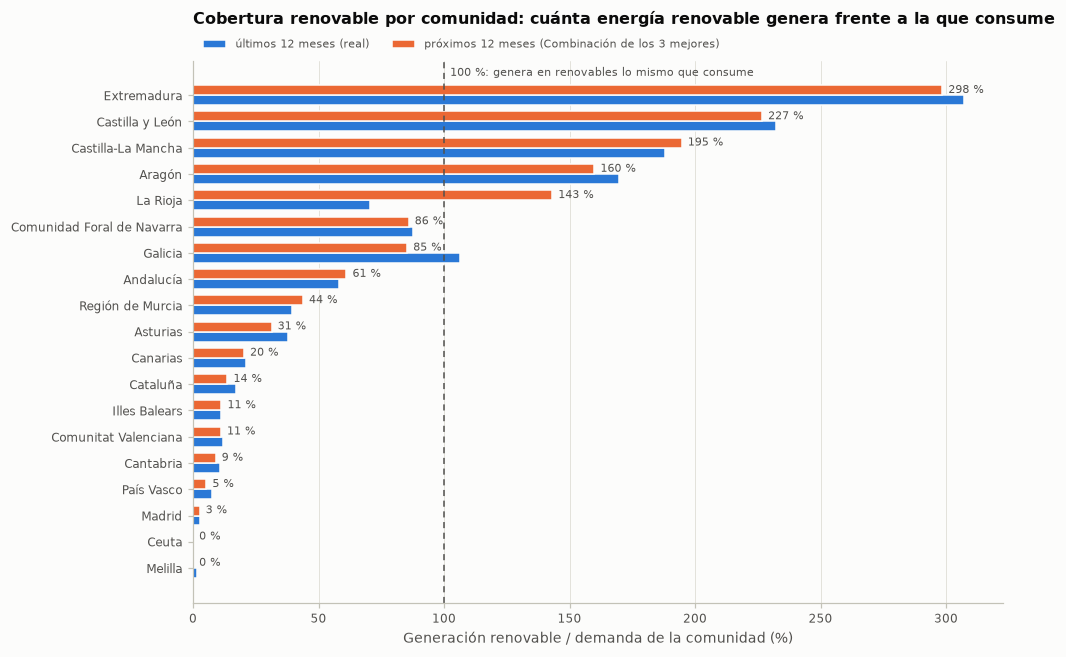 Cobertura renovable por comunidad: cuánta energía renovable genera frente a la que consume
últimos 12 meses (real)
próximos 12 meses (Combinación de los 3 mejores)
100 %: genera en renovables lo mismo que consume
Extremadura 298 %
Castilla y León 227 %
Castilla-La Mancha 195 %
Aragón 160 %
La Rioja 143 %
Comunidad Foral de Navarra 86 %
Galicia 85 %
Andalucía 61 %
Región de Murcia 44 %
Asturias 31 %
Canarias 20 %
Cataluña 14 %
Illes Balears 11 %
Comunitat Valenciana 11 %
Cantabria 9 %
País Vasco 5 %
Madrid 3 %
Ceuta 0 %
Melilla 0 %
0 50 100 150 200 250 300
Generación renovable / demanda de la comunidad (%)